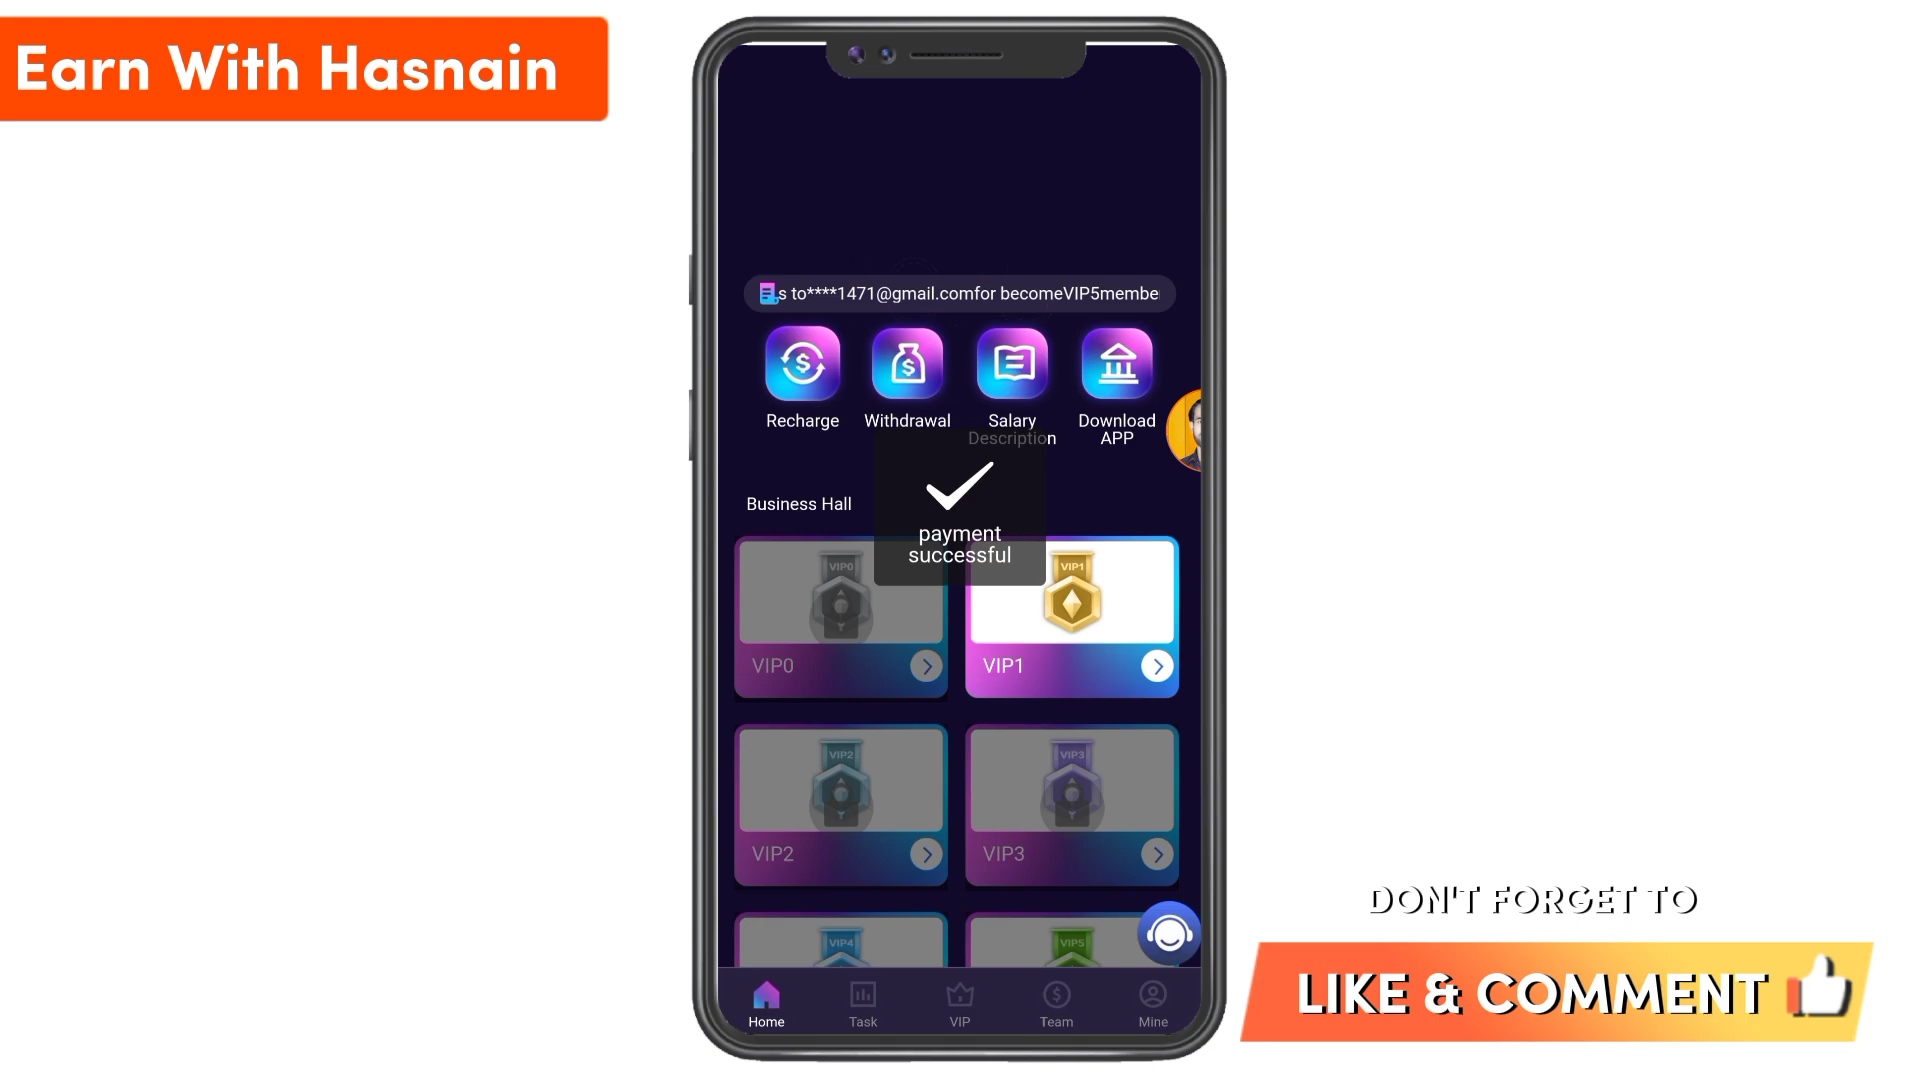 Earn With Hasnain
s to****1471@gmail.comfor becomeVIP5membe
Recharge
Withdrawal
Salary
Description
Download
APP
Business Hall
payment
successful
VIP0
VIP1
VIP0
VIP1
VIP2
VIP3
VIP2
VIP3
VIP4
VIP5
Home
Task
VIP
Team
Mine
DON'T FORGET TO
LIKE & COMMENT